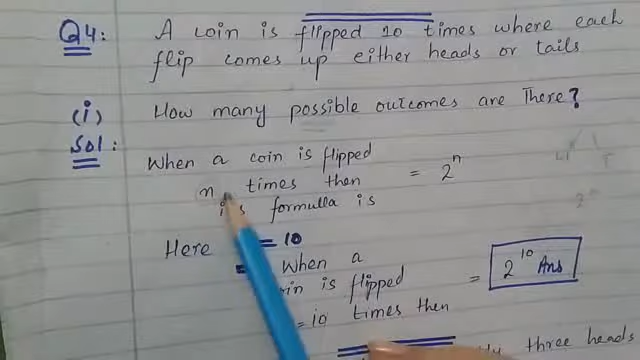 Q4: A coin is flipped 10 times where each
flip comes up either heads or tails
(i) How many possible outcomes are There?
Sol:
When a coin is flipped
n times then = 2^n
formulla is
Here = 10
When a
is flipped = 2^10 Ans
=10 times then
three heads